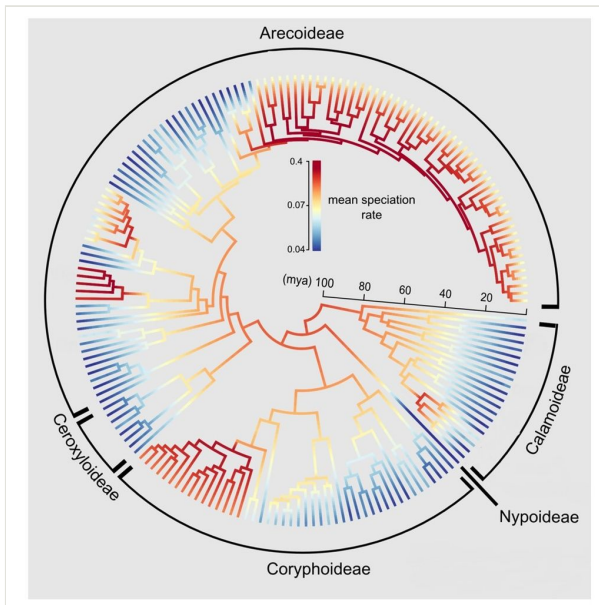 Arecoideae
0.4
0.07
0.04
mean speciation
rate
(mya) 100 80 60 40 20
Calamoideae
Ceroxyloideae
Nypoideae
Coryphoideae